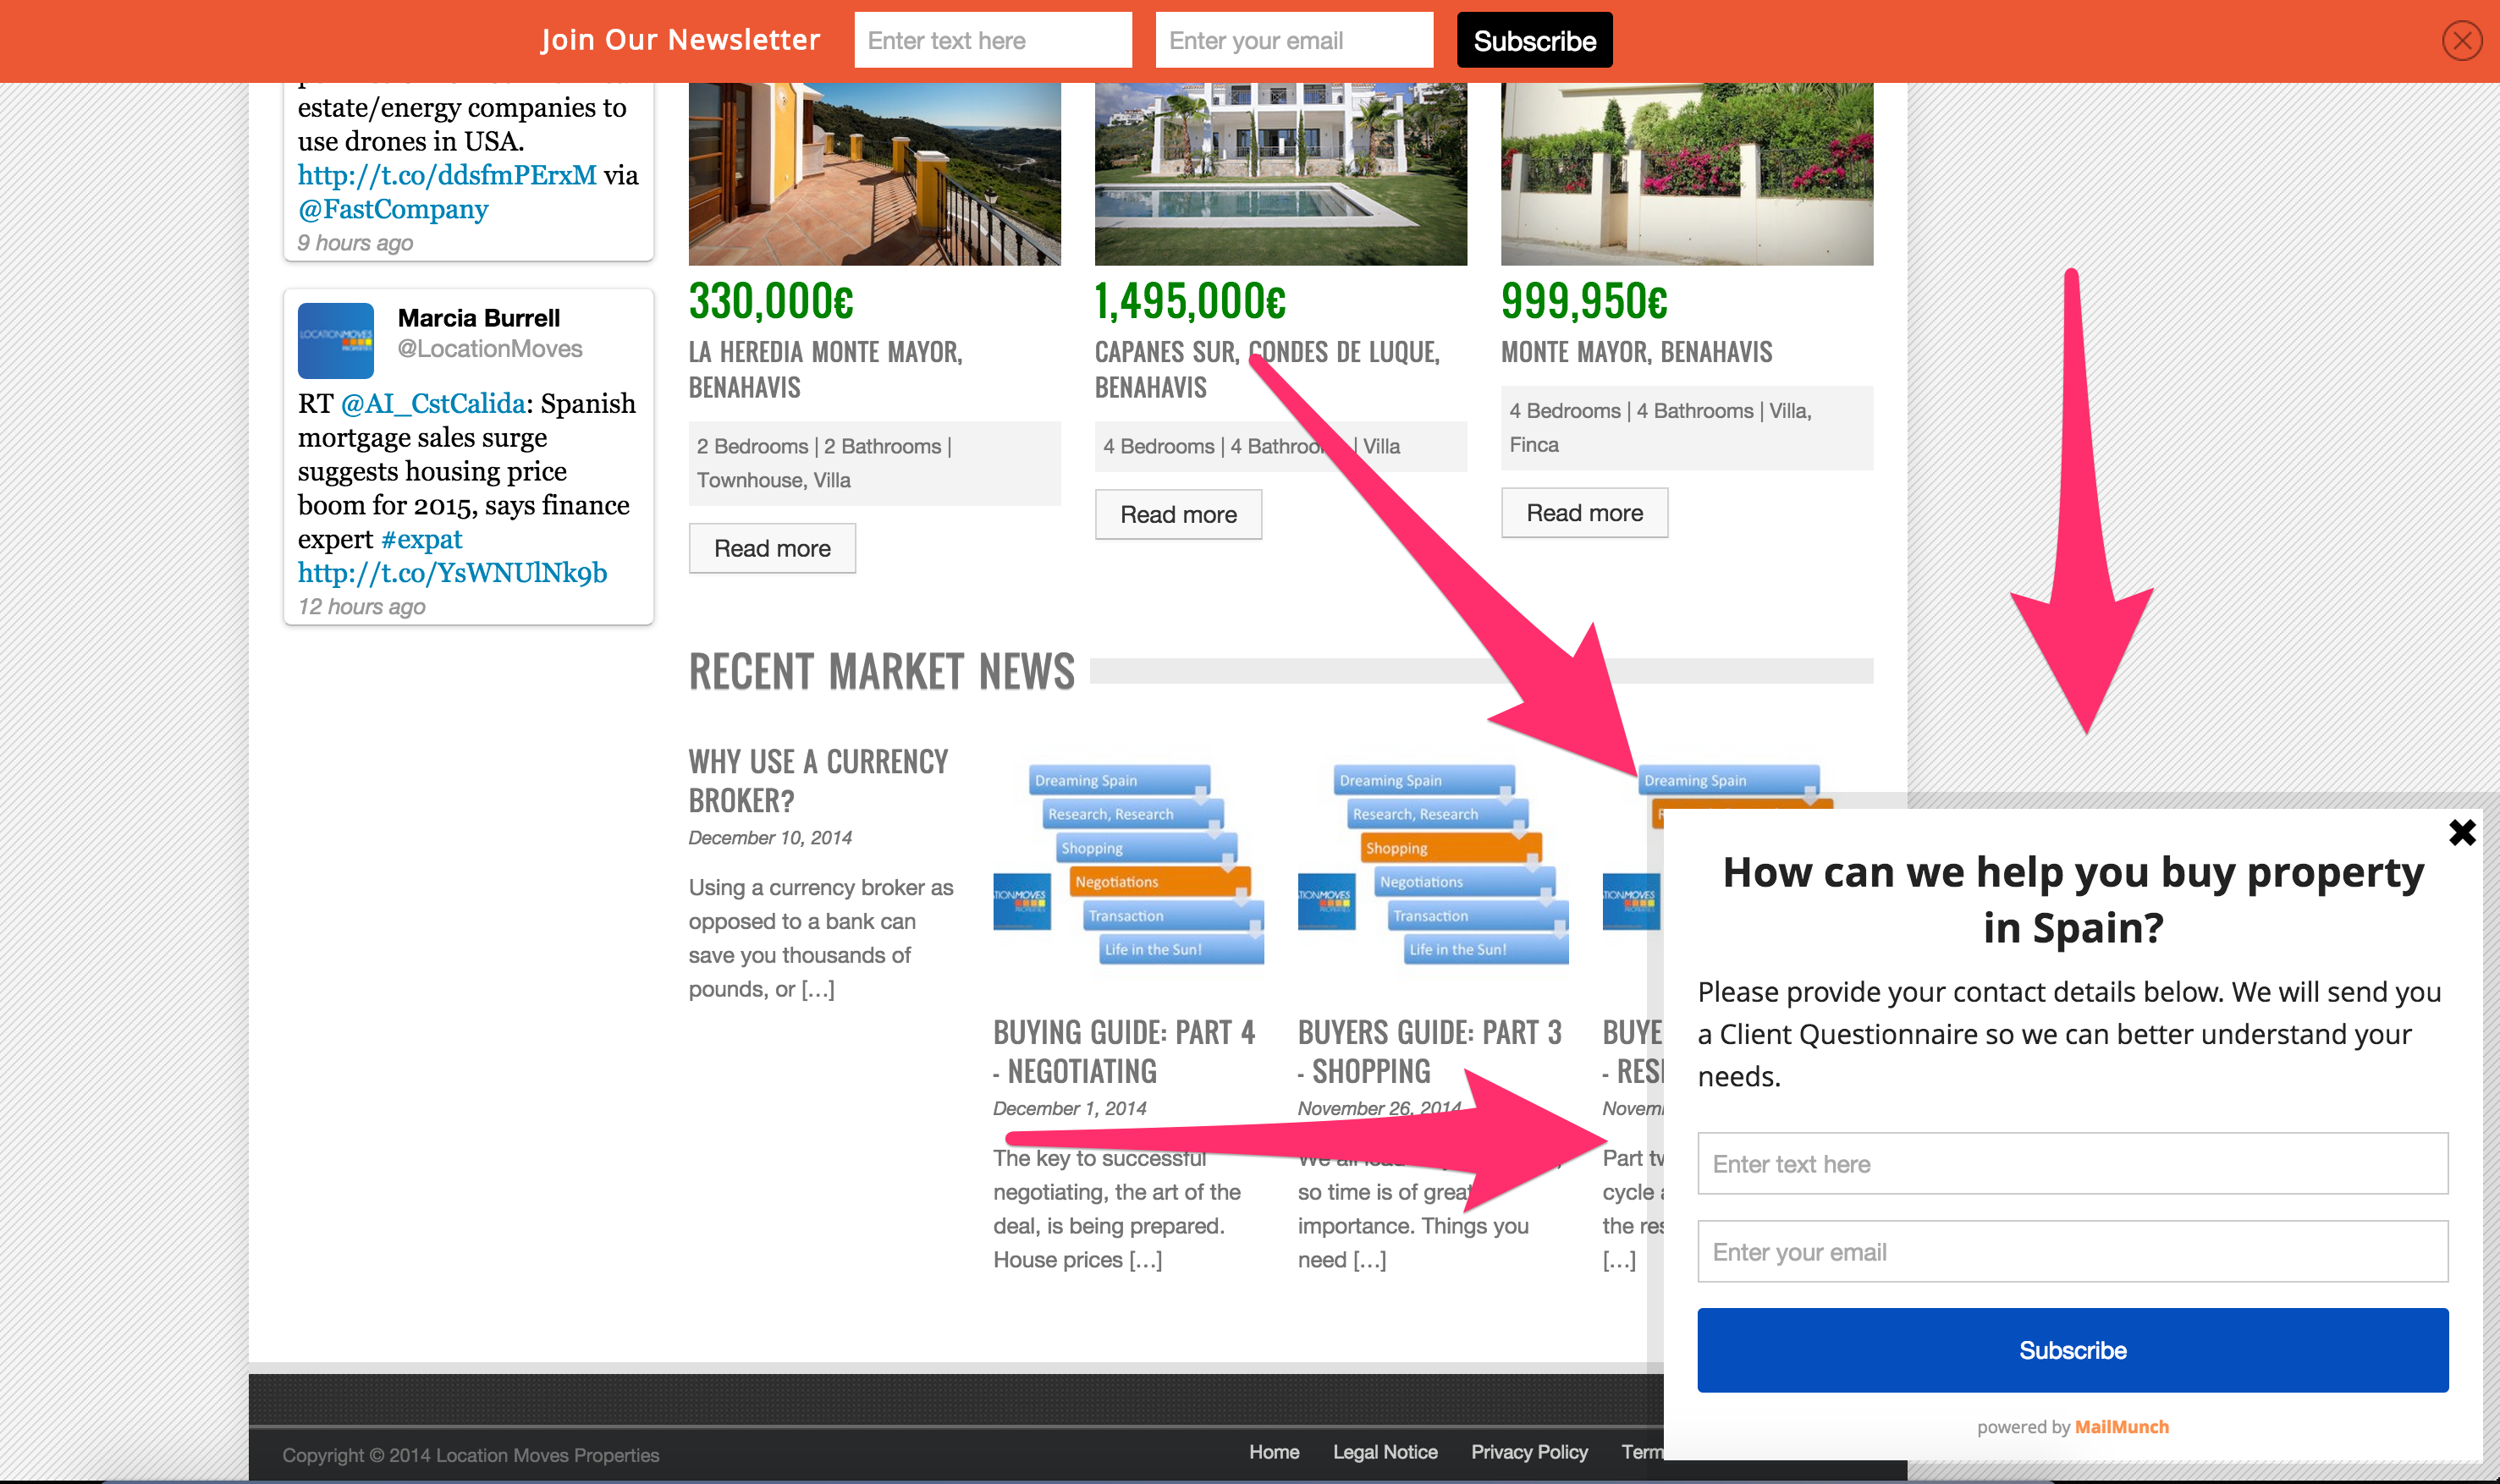 Join Our Newsletter
Enter text here
Enter your email
Subscribe
estate/energy companies to
use drones in USA.
http://t.co/ddsfmPErxM via
@FastCompany
9 hours ago
LOCATIONMOVES
PROPERTIES
Marcia Burrell
@LocationMoves
RT @AI_CstCalida: Spanish
mortgage sales surge
suggests housing price
boom for 2015, says finance
expert #expat
http://t.co/YsWNUlNk9b
12 hours ago
330,000€
LA HEREDIA MONTE MAYOR,
BENAHAVIS
2 Bedrooms | 2 Bathrooms |
Townhouse, Villa
Read more
1,495,000€
CAPANES SUR, CONDES DE LUQUE,
BENAHAVIS
4 Bedrooms | 4 Bathroo | Villa
Read more
999,950€
MONTE MAYOR, BENAHAVIS
4 Bedrooms | 4 Bathrooms | Villa,
Finca
Read more
RECENT MARKET NEWS
WHY USE A CURRENCY
BROKER?
December 10, 2014
Using a currency broker as
opposed to a bank can
save you thousands of
pounds, or [...]
Dreaming Spain
Research, Research
Shopping
Negotiations
Transaction
Life in the Sun!
TIONMOVES
BUYING GUIDE: PART 4
- NEGOTIATING
December 1, 2014
The key to successful
negotiating, the art of the
deal, is being prepared.
House prices [...]
Dreaming Spain
Research, Research
Shopping
Negotiations
Transaction
Life in the Sun!
TIONMOVES
BUYERS GUIDE: PART 3
- SHOPPING
November 26, 2014
We all lead
so time is of great
importance. Things you
need [...]
Dreaming Spain
TIONMOVES
BUYE
- RES
Novem
Part tw
cycle a
the res
[...]
How can we help you buy property
in Spain?
Please provide your contact details below. We will send you
a Client Questionnaire so we can better understand your
needs.
Enter text here
Enter your email
Subscribe
powered by MailMunch
Copyright © 2014 Location Moves Properties
Home
Legal Notice
Privacy Policy
Term